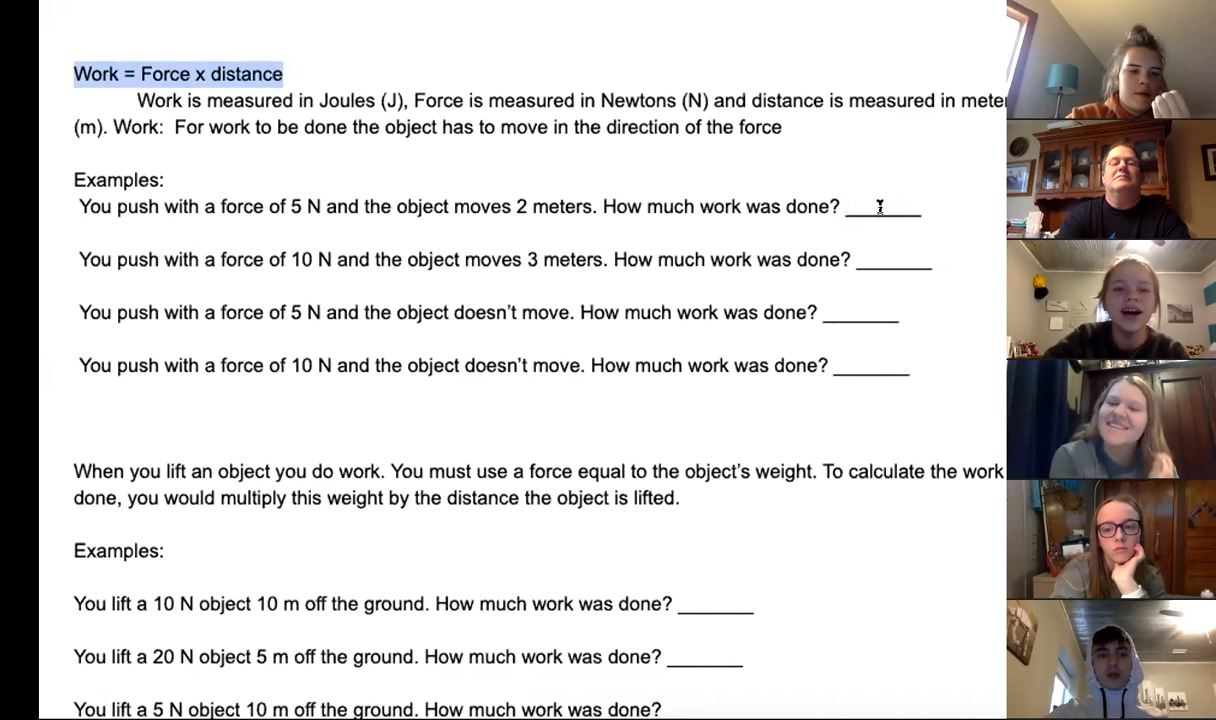 Work = Force x distance
Work is measured in Joules (J), Force is measured in Newtons (N) and distance is measured in
(m). Work:  For work to be done the object has to move in the direction of the force
Examples:
You push with a force of 5 N and the object moves 2 meters. How much work was done? _______
You push with a force of 10 N and the object moves 3 meters. How much work was done? _______
You push with a force of 5 N and the object doesn't move. How much work was done? _______
You push with a force of 10 N and the object doesn't move. How much work was done? _______
When you lift an object you do work. You must use a force equal to the object's weight. To calculate the work
done, you would multiply this weight by the distance the object is lifted.
Examples:
You lift a 10 N object 10 m off the ground. How much work was done? _______
You lift a 20 N object 5 m off the ground. How much work was done? _______
You lift a 5 N object 10 m off the ground. How much work was done?